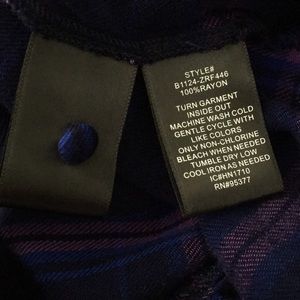 STYLE#
B1124-ZRF446
100%RAYON
TURN GARMENT
INSIDE OUT
MACHINE WASH COLD
GENTLE CYCLE WITH
LIKE COLORS
ONLY NON-CHLORINE
BLEACH WHEN NEEDED
TUMBLE DRY LOW
COOL IRON AS NEEDED
IC#HN1710
RN#95377